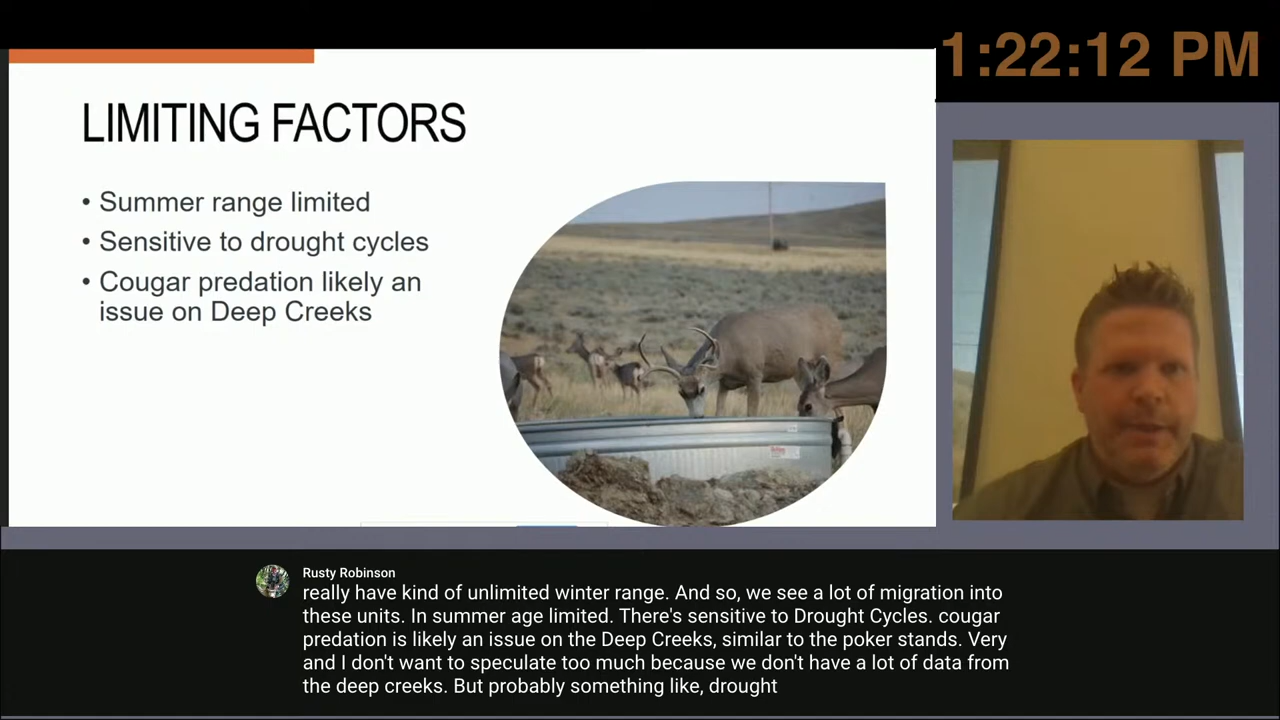 1:22:12 PM
LIMITING FACTORS
• Summer range limited
• Sensitive to drought cycles
• Cougar predation likely an
issue on Deep Creeks
Rusty Robinson
really have kind of unlimited winter range. And so, we see a lot of migration into
these units. In summer age limited. There's sensitive to Drought Cycles. cougar
predation is likely an issue on the Deep Creeks, similar to the poker stands. Very
and I don't want to speculate too much because we don't have a lot of data from
the deep creeks. But probably something like, drought